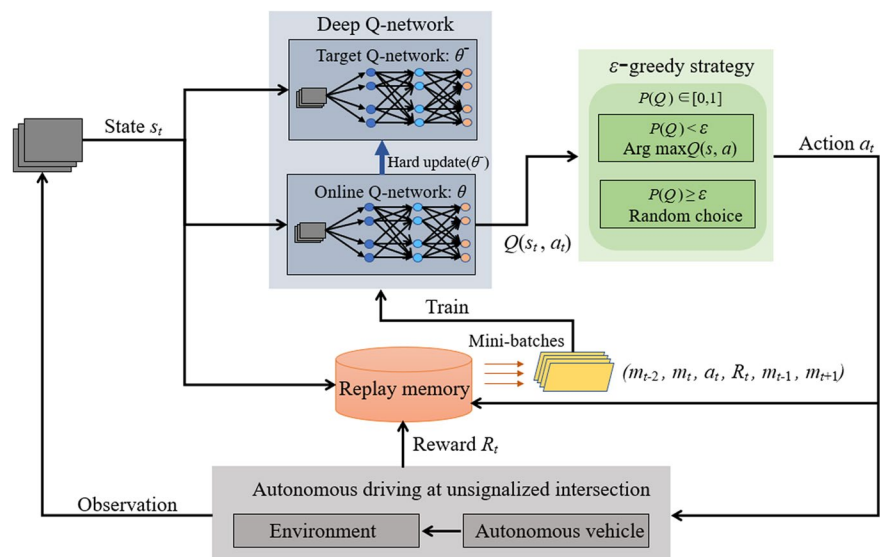 Deep Q-network
Target Q-network: θ⁻
Hard update(θ⁻)
Online Q-network: θ
State sₜ
Q(sₜ, aₜ)
ε-greedy strategy
P(Q)∈[0,1]
P(Q)<ε
Arg maxQ(s, a)
P(Q)≥ε
Random choice
Action aₜ
Train
Mini-batches
Replay memory
(mₜ₋₂, mₜ, aₜ, Rₜ, mₜ₋₁, mₜ₊₁)
Reward Rₜ
Observation
Autonomous driving at unsignalized intersection
Environment
Autonomous vehicle